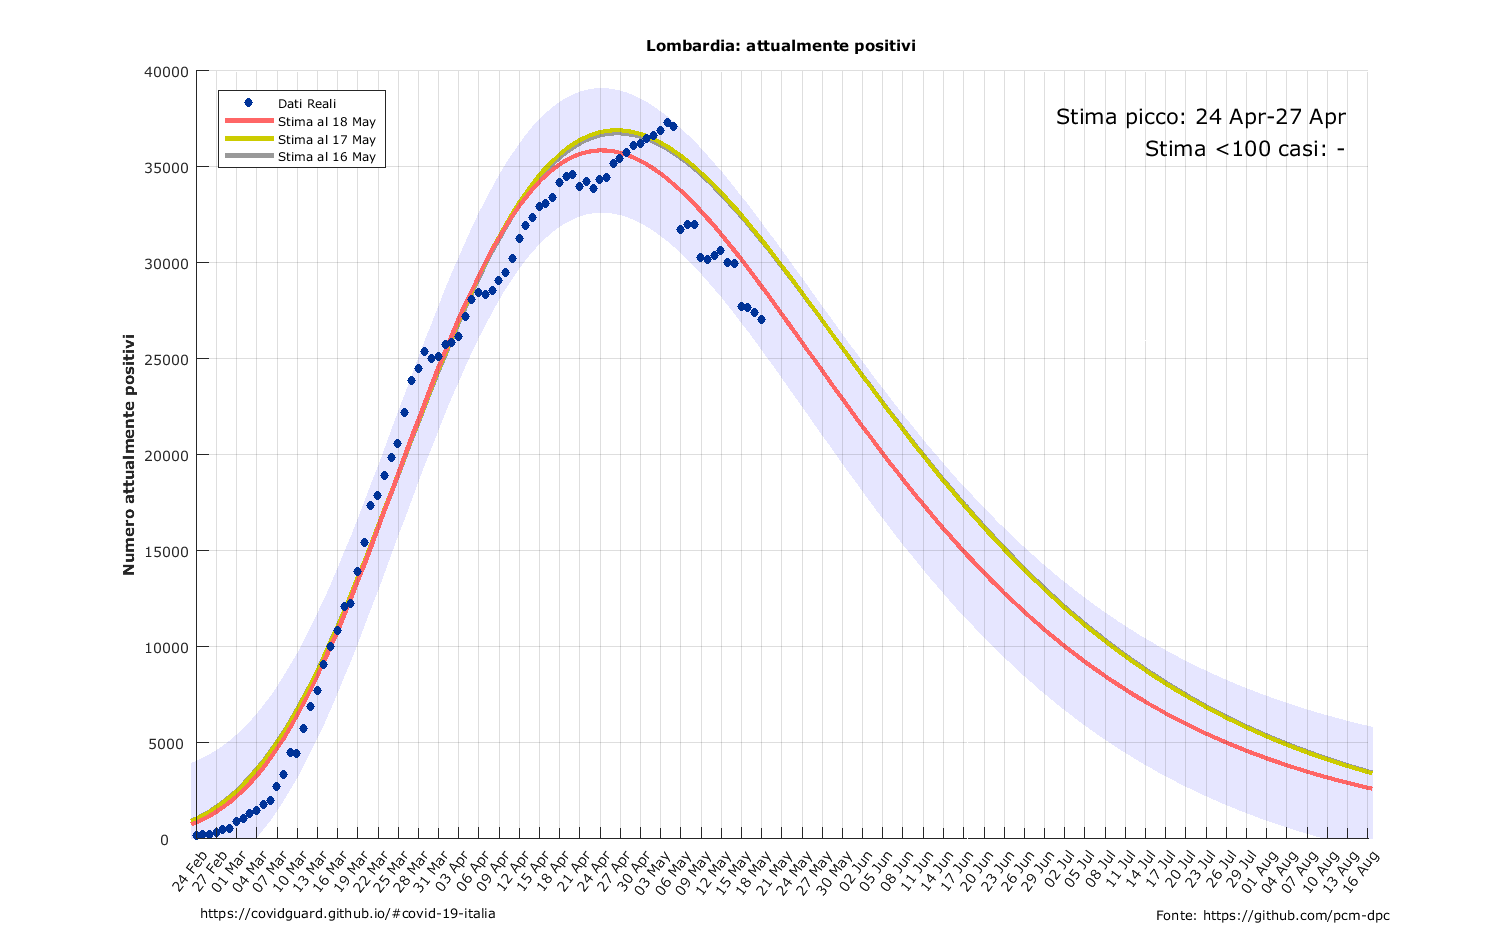 Lombardia: attualmente positivi
Stima picco: 24 Apr-27 Apr
Stima <100 casi: -
Dati Reali
Stima al 18 May
Stima al 17 May
Stima al 16 May
Numero attualmente positivi
40000
35000
30000
25000
20000
15000
10000
5000
0
24 Feb
27 Feb
01 Mar
04 Mar
07 Mar
10 Mar
13 Mar
16 Mar
19 Mar
22 Mar
25 Mar
28 Mar
31 Mar
03 Apr
06 Apr
09 Apr
12 Apr
15 Apr
18 Apr
21 Apr
24 Apr
27 Apr
30 Apr
03 May
06 May
09 May
12 May
15 May
18 May
21 May
24 May
27 May
30 May
02 Jun
05 Jun
08 Jun
11 Jun
14 Jun
17 Jun
20 Jun
23 Jun
26 Jun
29 Jun
02 Jul
05 Jul
08 Jul
11 Jul
14 Jul
17 Jul
20 Jul
23 Jul
26 Jul
29 Jul
01 Aug
04 Aug
07 Aug
10 Aug
13 Aug
16 Aug
https://covidguard.github.io/#covid-19-italia
Fonte: https://github.com/pcm-dpc